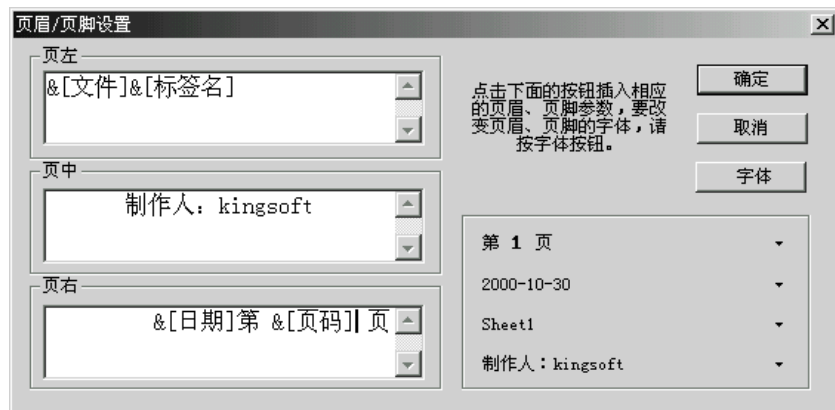 页眉/页脚设置
页左
&[文件]&[标签名]
页中
制作人：kingsoft
页右
&[日期]第 &[页码] 页
点击下面的按钮插入相应
的页眉、页脚参数，要改
变页眉、页脚的字体，请
按字体按钮。
确定
取消
字体
第 1 页
2000-10-30
Sheet1
制作人：kingsoft